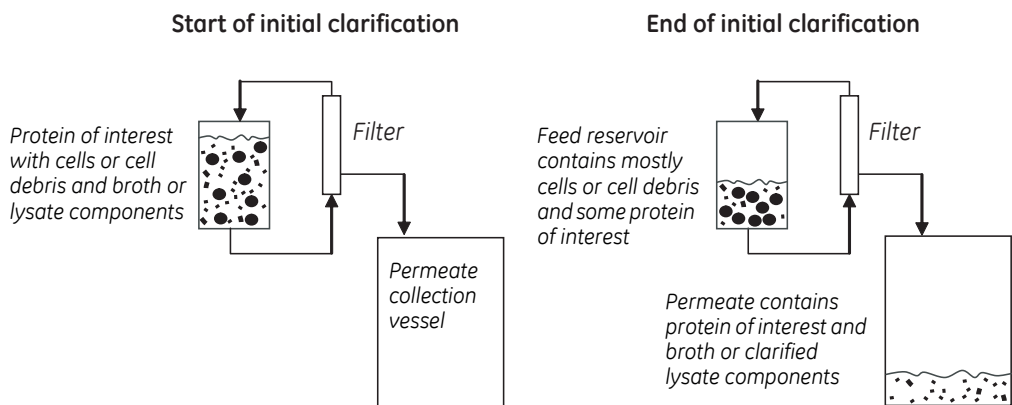 Start of initial clarification
Protein of interest
with cells or cell
debris and broth or
lysate components
Filter
Permeate
collection
vessel
End of initial clarification
Feed reservoir
contains mostly
cells or cell debris
and some protein
of interest
Filter
Permeate contains
protein of interest and
broth or clarified
lysate components